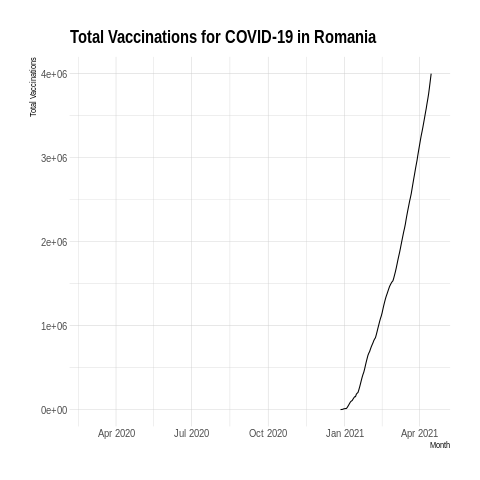 Total Vaccinations for COVID-19 in Romania
Total Vaccinations
4e+06
3e+06
2e+06
1e+06
0e+00
Apr 2020 Jul 2020 Oct 2020 Jan 2021 Apr 2021
Month